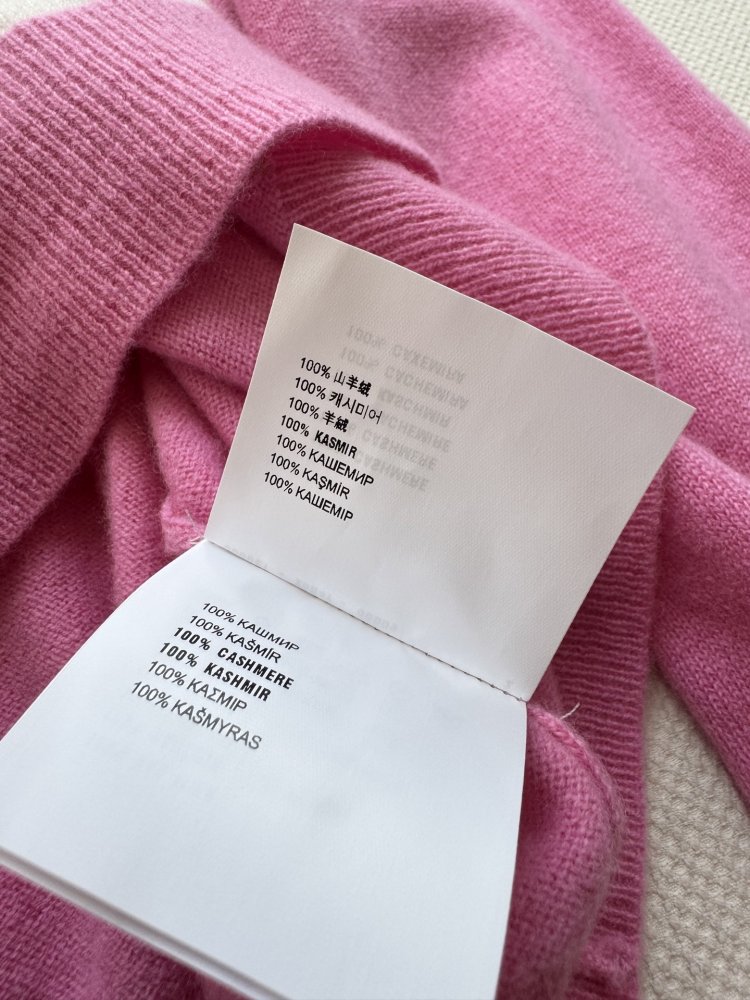 100% 山羊绒
100% 캐시미어
100% 羊絨
100% KASMIR
100% КАШЕМИР
100% KAŞMİR
100% КАШЕМІР
100% КАШМИР
100% KAŠMÍR
100% CASHMERE
100% KASHMIR
100% ΚΑΣΜΙΡ
100% KAŠMYRAS